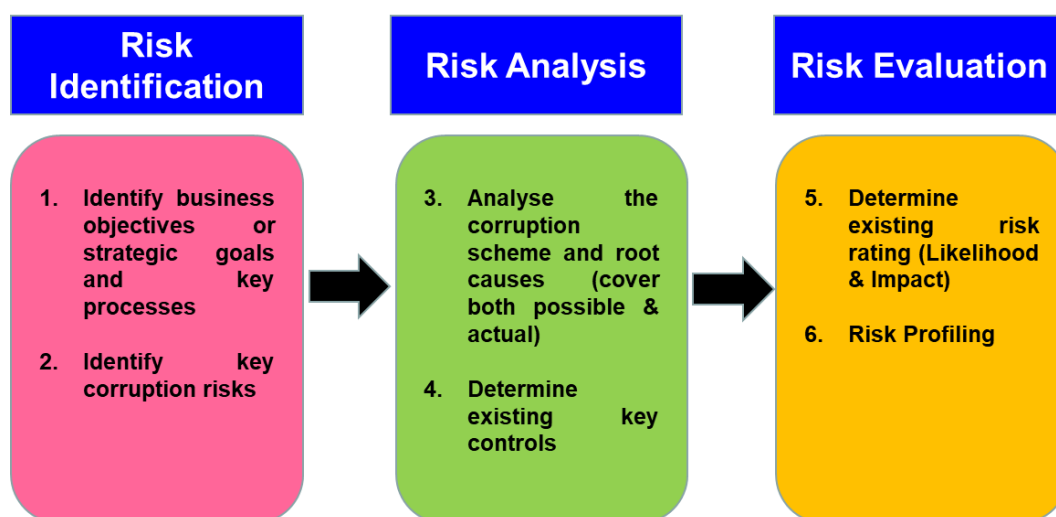 Risk
Identification
1. Identify business
objectives or
strategic goals
and key
processes
2. Identify key
corruption risks
Risk Analysis
3. Analyse the
corruption
scheme and root
causes (cover
both possible &
actual)
4. Determine
existing key
controls
Risk Evaluation
5. Determine
existing risk
rating (Likelihood
& Impact)
6. Risk Profiling